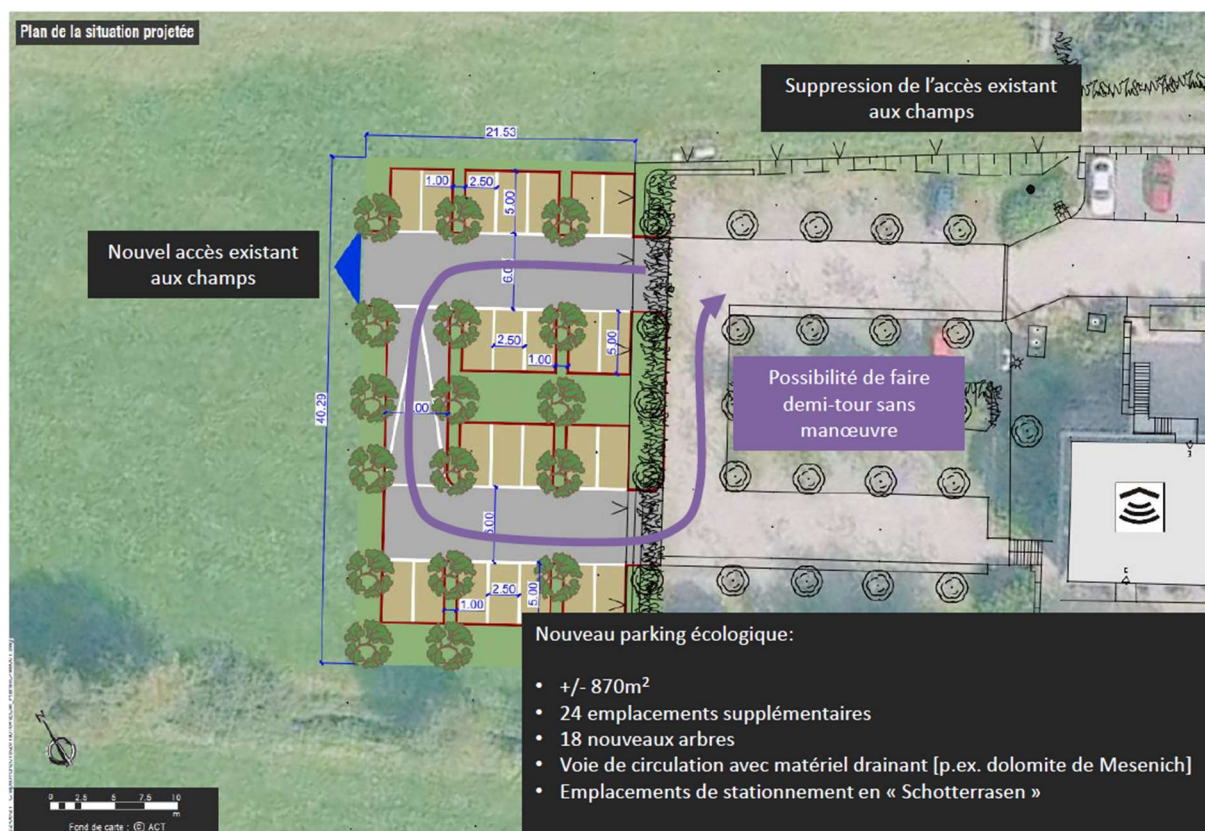 Plan de la situation projetée
Suppression de l’accès existant
aux champs
21.53
1.00
2.50
5.00
Nouvel accès existant
aux champs
6.0
2.50
1.00
5.00
Possibilité de faire
demi-tour sans
manœuvre
40.29
.00
6.00
2.50
1.00
5.00
Nouveau parking écologique:
• +/- 870m²
• 24 emplacements supplémentaires
• 18 nouveaux arbres
• Voie de circulation avec matériel drainant [p.ex. dolomite de Mesenich]
• Emplacements de stationnement en « Schotterrasen »
N
0 2.5 5 7.5 10
m
Fond de carte : © ACT